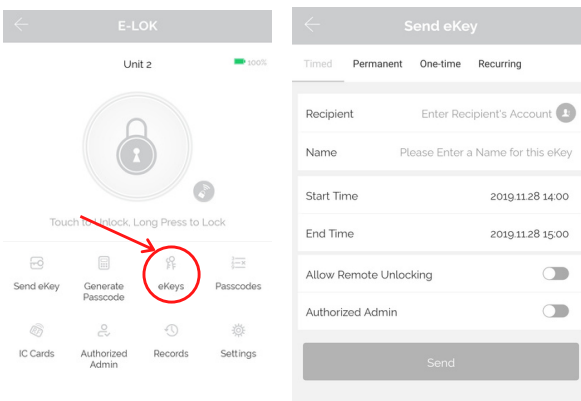 E-LOK
Unit 2
100%
Touch to Unlock, Long Press to Lock
Send eKey
Generate
Passcode
eKeys
Passcodes
IC Cards
Authorized
Admin
Records
Settings
Send eKey
Timed Permanent One-time Recurring
Recipient Enter Recipient's Account
Name Please Enter a Name for this eKey
Start Time 2019.11.28 14:00
End Time 2019.11.28 15:00
Allow Remote Unlocking
Authorized Admin
Send